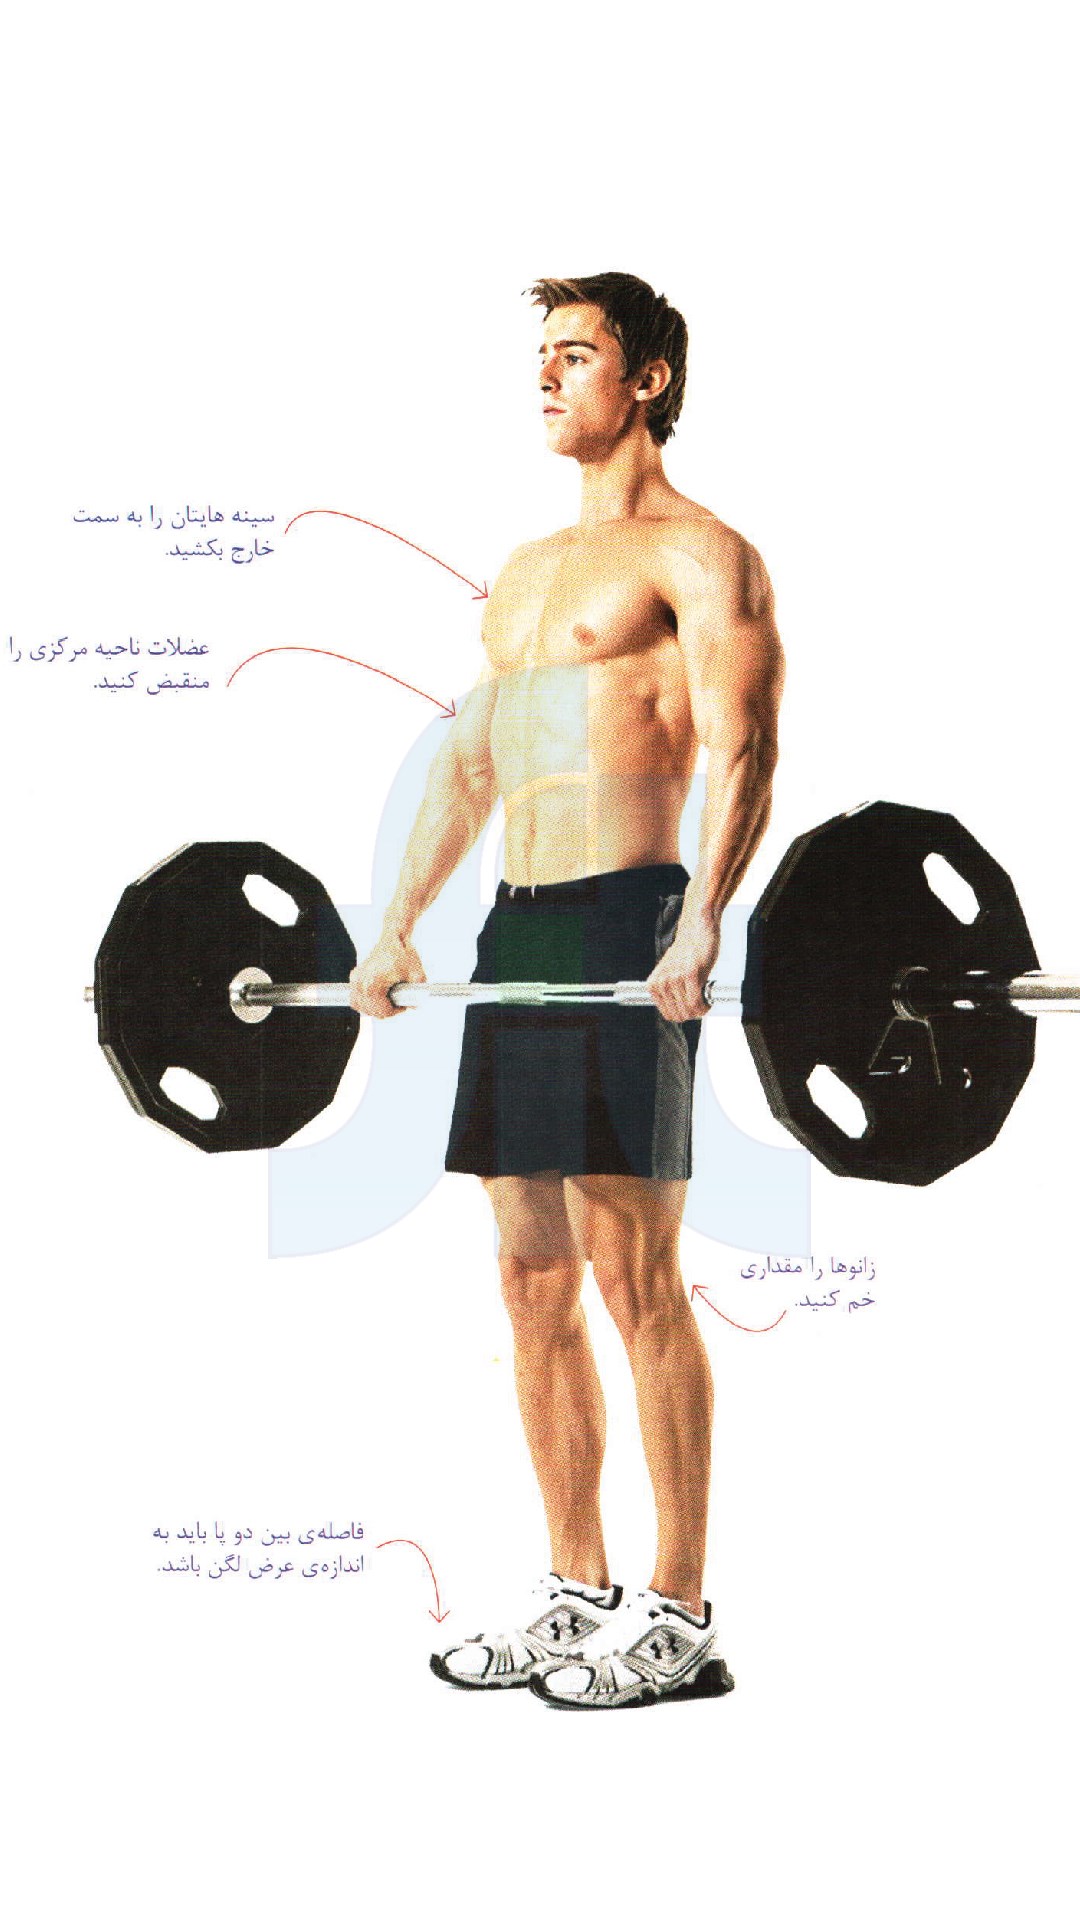 سینه هایتان را به سمت
خارج بکشید.
عضلات ناحیه مرکزی را
منقبض کنید.
زانوها را مقداری
خم کنید.
فاصله‌ی بین دو پا باید به
اندازه‌ی عرض لگن باشد.